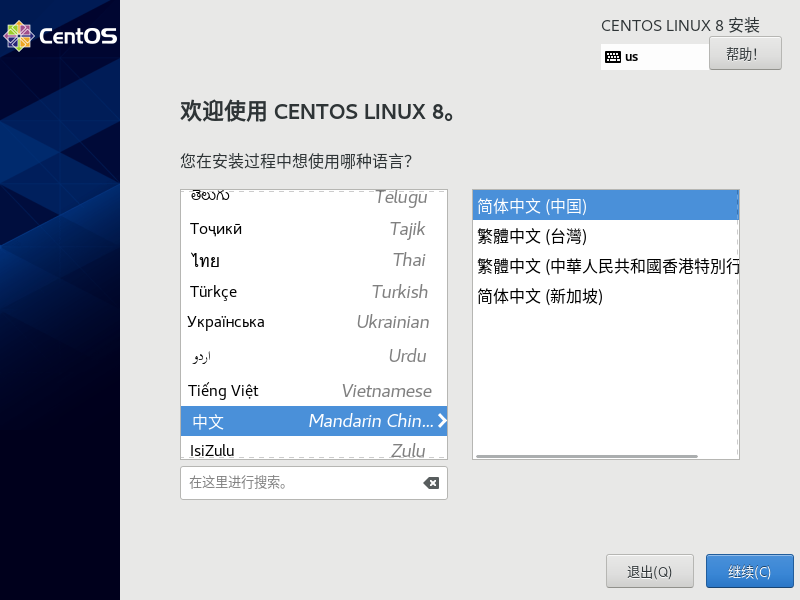 CentOS
CENTOS LINUX 8 安装
us
帮助！
欢迎使用 CENTOS LINUX 8。
您在安装过程中想使用哪种语言？
తెలుగు Telugu
Тоҷикӣ Tajik
ไทย Thai
Türkçe Turkish
Українська Ukrainian
اردو Urdu
Tiếng Việt Vietnamese
中文 Mandarin Chin...
IsiZulu Zulu
在这里进行搜索。
简体中文 (中国)
繁體中文 (台灣)
繁體中文 (中華人民共和國香港特別行
简体中文 (新加坡)
退出(Q)
继续(C)